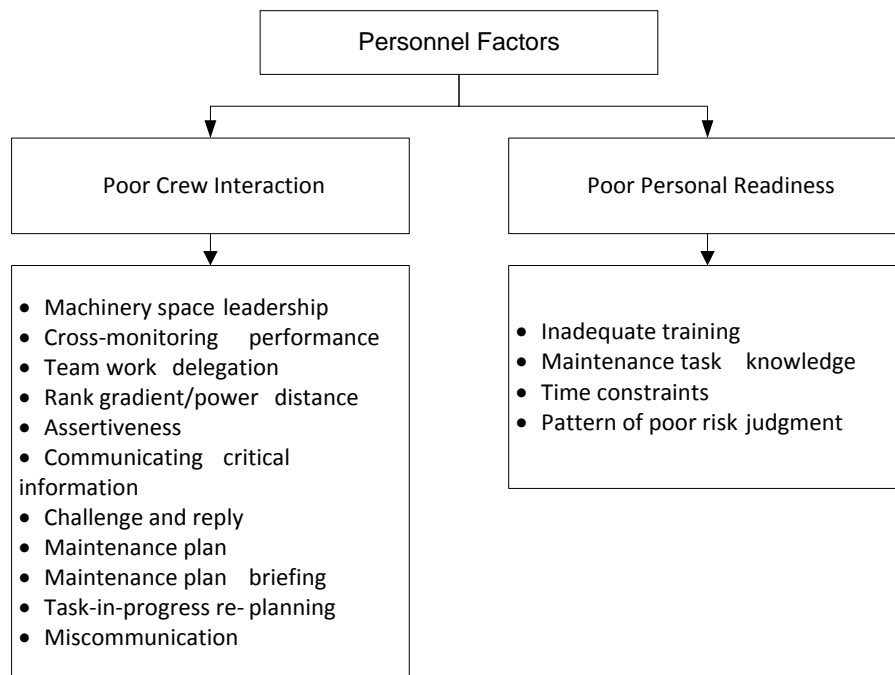 Personnel Factors
Poor Crew Interaction
Poor Personal Readiness
• Machinery space leadership
• Cross-monitoring performance
• Team work delegation
• Rank gradient/power distance
• Assertiveness
• Communicating critical
information
• Challenge and reply
• Maintenance plan
• Maintenance plan briefing
• Task-in-progress re- planning
• Miscommunication
• Inadequate training
• Maintenance task knowledge
• Time constraints
• Pattern of poor risk judgment